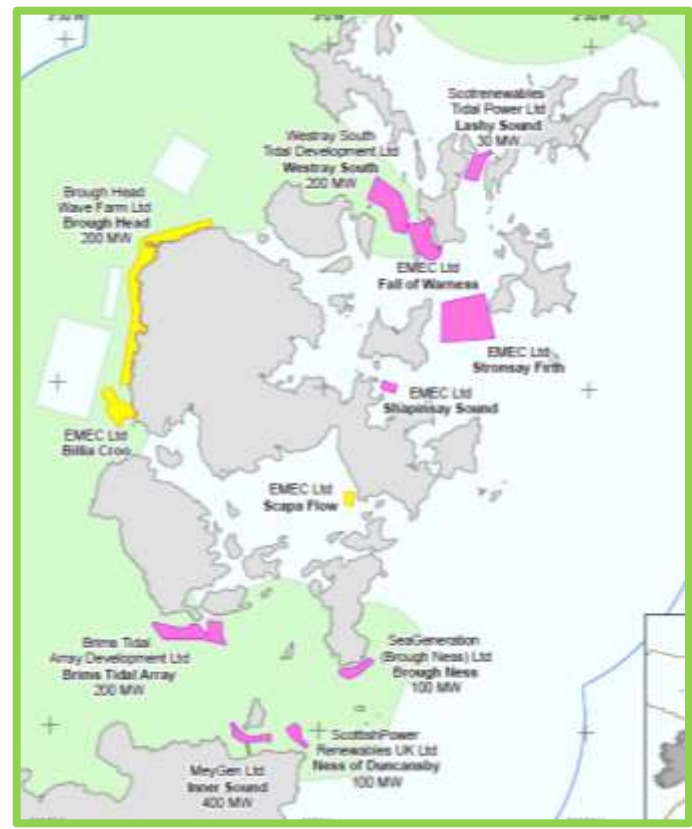 Scotrenewables
Tidal Power Ltd
Lashy Sound
30 MW
Westray South
Tidal Development Ltd
Westray South
200 MW
Brough Head
Wave Farm Ltd
Brough Head
200 MW
EMEC Ltd
Fall of Warness
EMEC Ltd
Stronsay Firth
EMEC Ltd
Shapinsay Sound
EMEC Ltd
Billia Croo
EMEC Ltd
Scapa Flow
Brims Tidal
Array Development Ltd
Brims Tidal Array
200 MW
SeaGeneration
(Brough Ness) Ltd
Brough Ness
100 MW
ScottishPower
Renewables UK Ltd
Ness of Duncansby
100 MW
MeyGen Ltd
Inner Sound
400 MW